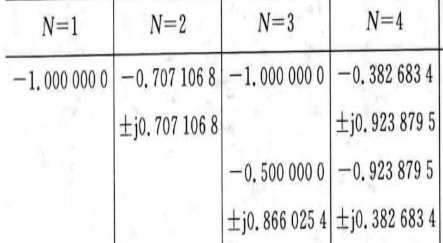 N=1 N=2 N=3 N=4
-1.000 000 0 -0.707 106 8 -1.000 000 0 -0.382 683 4
±j0.707 106 8 ±j0.923 879 5
-0.500 000 0 -0.923 879 5
±j0.866 025 4 ±j0.382 683 4